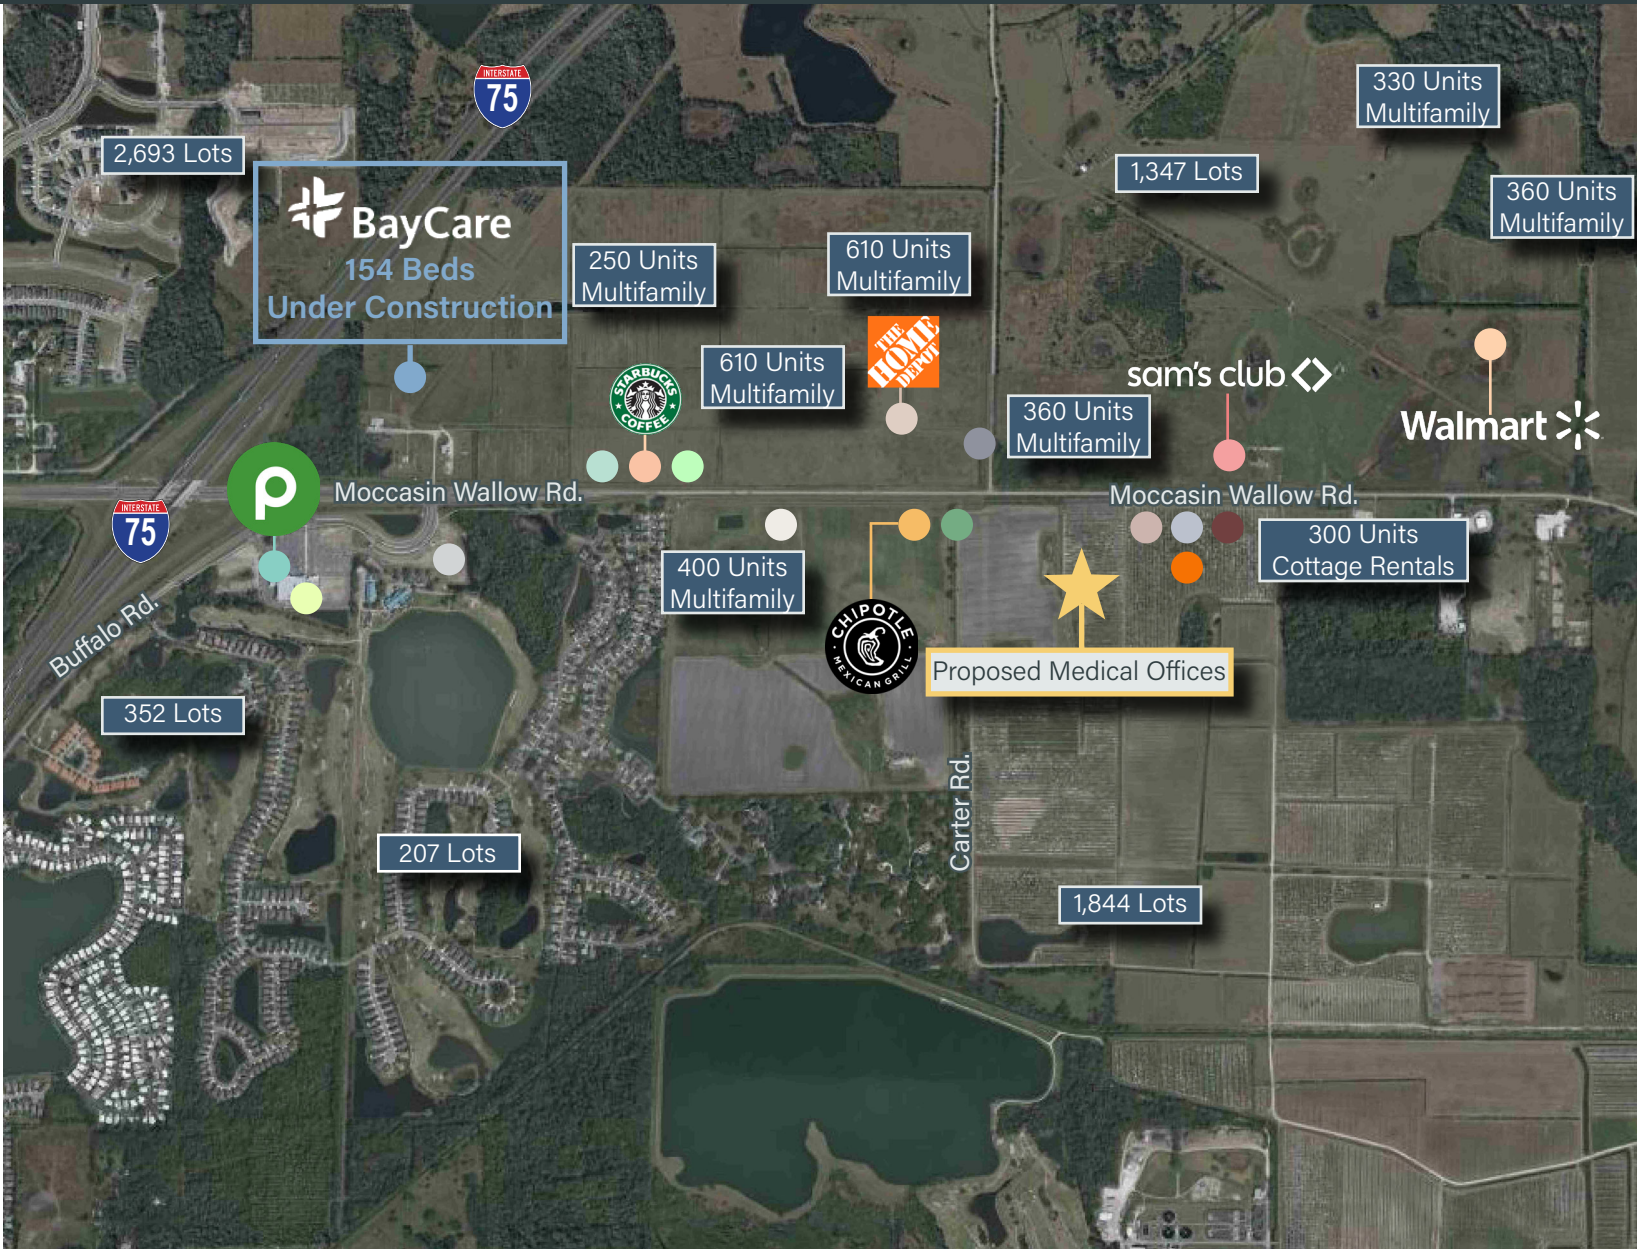 INTERSTATE
75
330 Units
Multifamily
2,693 Lots
1,347 Lots
BayCare
154 Beds
Under Construction
360 Units
Multifamily
250 Units
Multifamily
610 Units
Multifamily
THE
HOME
DEPOT
610 Units
Multifamily
STARBUCKS
COFFEE
sam's club
360 Units
Multifamily
Walmart
p
Moccasin Wallow Rd.
Moccasin Wallow Rd.
INTERSTATE
75
300 Units
Cottage Rentals
400 Units
Multifamily
Buffalo Rd.
CHIPOTLE
MEXICAN GRILL
Proposed Medical Offices
352 Lots
Carter Rd.
207 Lots
1,844 Lots